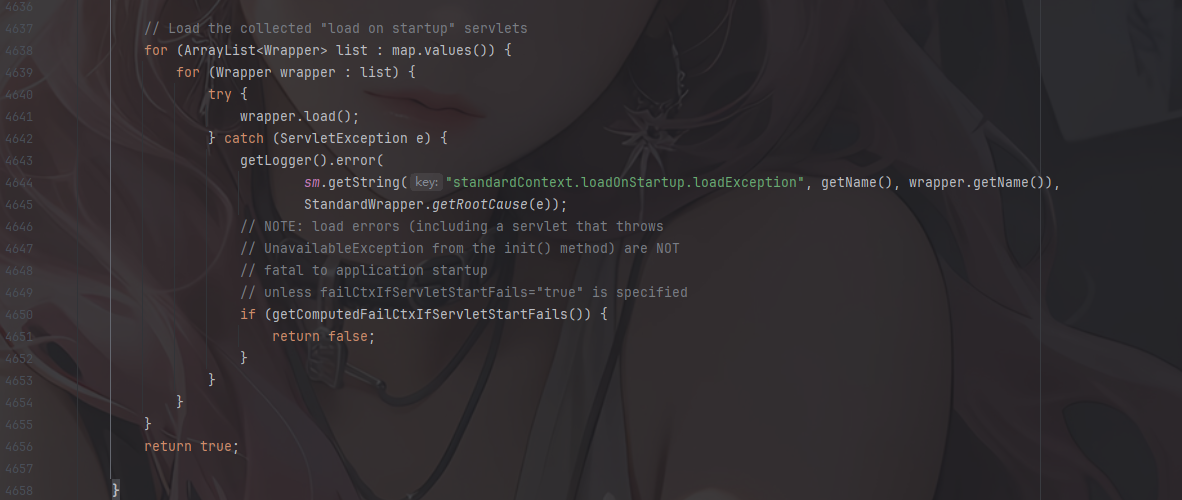 4636
4637 // Load the collected "load on startup" servlets
4638 for (ArrayList<Wrapper> list : map.values()) {
4639 for (Wrapper wrapper : list) {
4640 try {
4641 wrapper.load();
4642 } catch (ServletException e) {
4643 getLogger().error(
4644 sm.getString( key: "standardContext.loadOnStartup.loadException", getName(), wrapper.getName()),
4645 StandardWrapper.getRootCause(e));
4646 // NOTE: load errors (including a servlet that throws
4647 // UnavailableException from the init() method) are NOT
4648 // fatal to application startup
4649 // unless failCtxIfServletStartFails="true" is specified
4650 if (getComputedFailCtxIfServletStartFails()) {
4651 return false;
4652 }
4653 }
4654 }
4655 }
4656 return true;
4657
4658 }